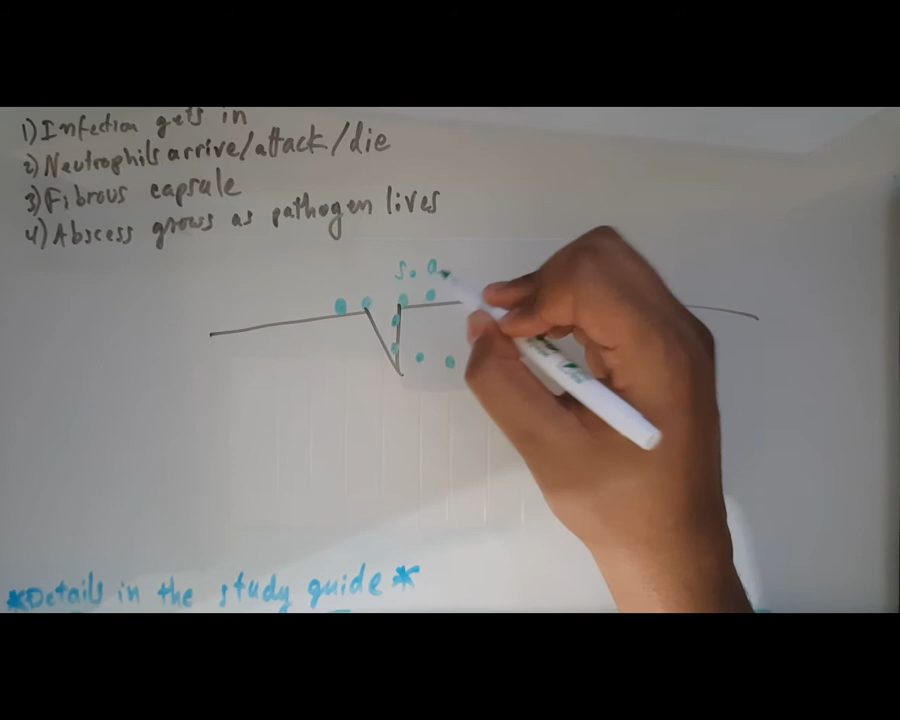 1) Infection gets in
2) Neutrophils arrive/attack/die
3) Fibrous capsule
4) Abscess grows as pathogen lives
S. a
*Details in the study guide*